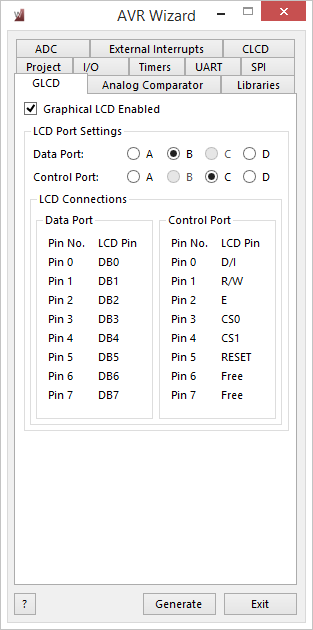 AVR Wizard
ADC External Interrupts CLCD
Project I/O Timers UART SPI
GLCD Analog Comparator Libraries
Graphical LCD Enabled
LCD Port Settings
Data Port: A B C D
Control Port: A B C D
LCD Connections
Data Port Control Port
Pin No. LCD Pin Pin No. LCD Pin
Pin 0 DB0 Pin 0 D/I
Pin 1 DB1 Pin 1 R/W
Pin 2 DB2 Pin 2 E
Pin 3 DB3 Pin 3 CS0
Pin 4 DB4 Pin 4 CS1
Pin 5 DB5 Pin 5 RESET
Pin 6 DB6 Pin 6 Free
Pin 7 DB7 Pin 7 Free
? Generate Exit